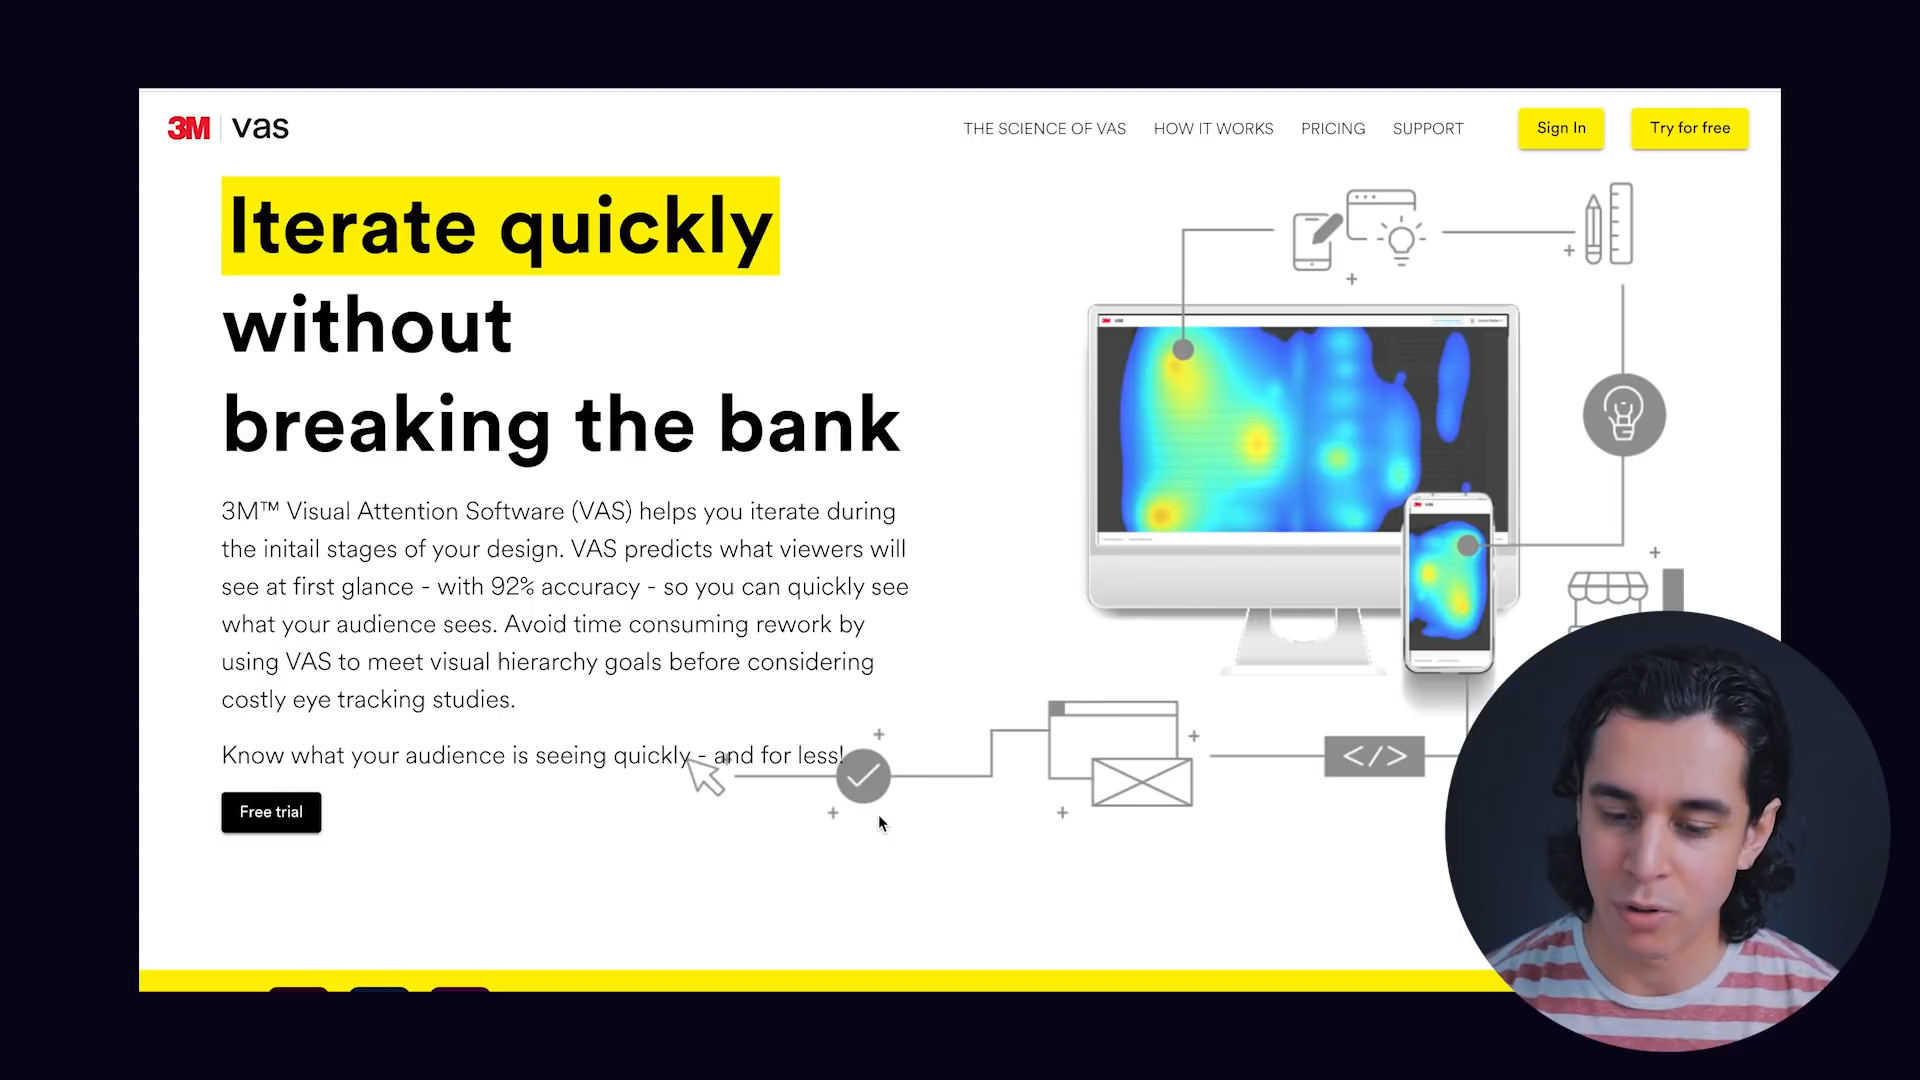 3M vas
THE SCIENCE OF VAS HOW IT WORKS PRICING SUPPORT Sign In Try for free
Iterate quickly
without
breaking the bank
3M™ Visual Attention Software (VAS) helps you iterate during
the initail stages of your design. VAS predicts what viewers will
see at first glance - with 92% accuracy - so you can quickly see
what your audience sees. Avoid time consuming rework by
using VAS to meet visual hierarchy goals before considering
costly eye tracking studies.
Know what your audience is seeing quickly - and for less!
</>
Free trial